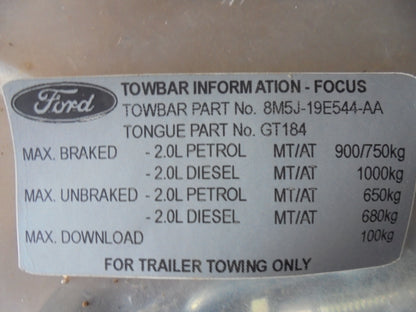 Ford
TOWBAR INFORMATION - FOCUS
TOWBAR PART No. 8M5J-19E544-AA
TONGUE PART No. GT184
MAX. BRAKED - 2.0L PETROL MT/AT 900/750kg
- 2.0L DIESEL MT/AT 1000kg
MAX. UNBRAKED - 2.0L PETROL MT/AT 650kg
- 2.0L DIESEL MT/AT 680kg
MAX. DOWNLOAD 100kg
FOR TRAILER TOWING ONLY